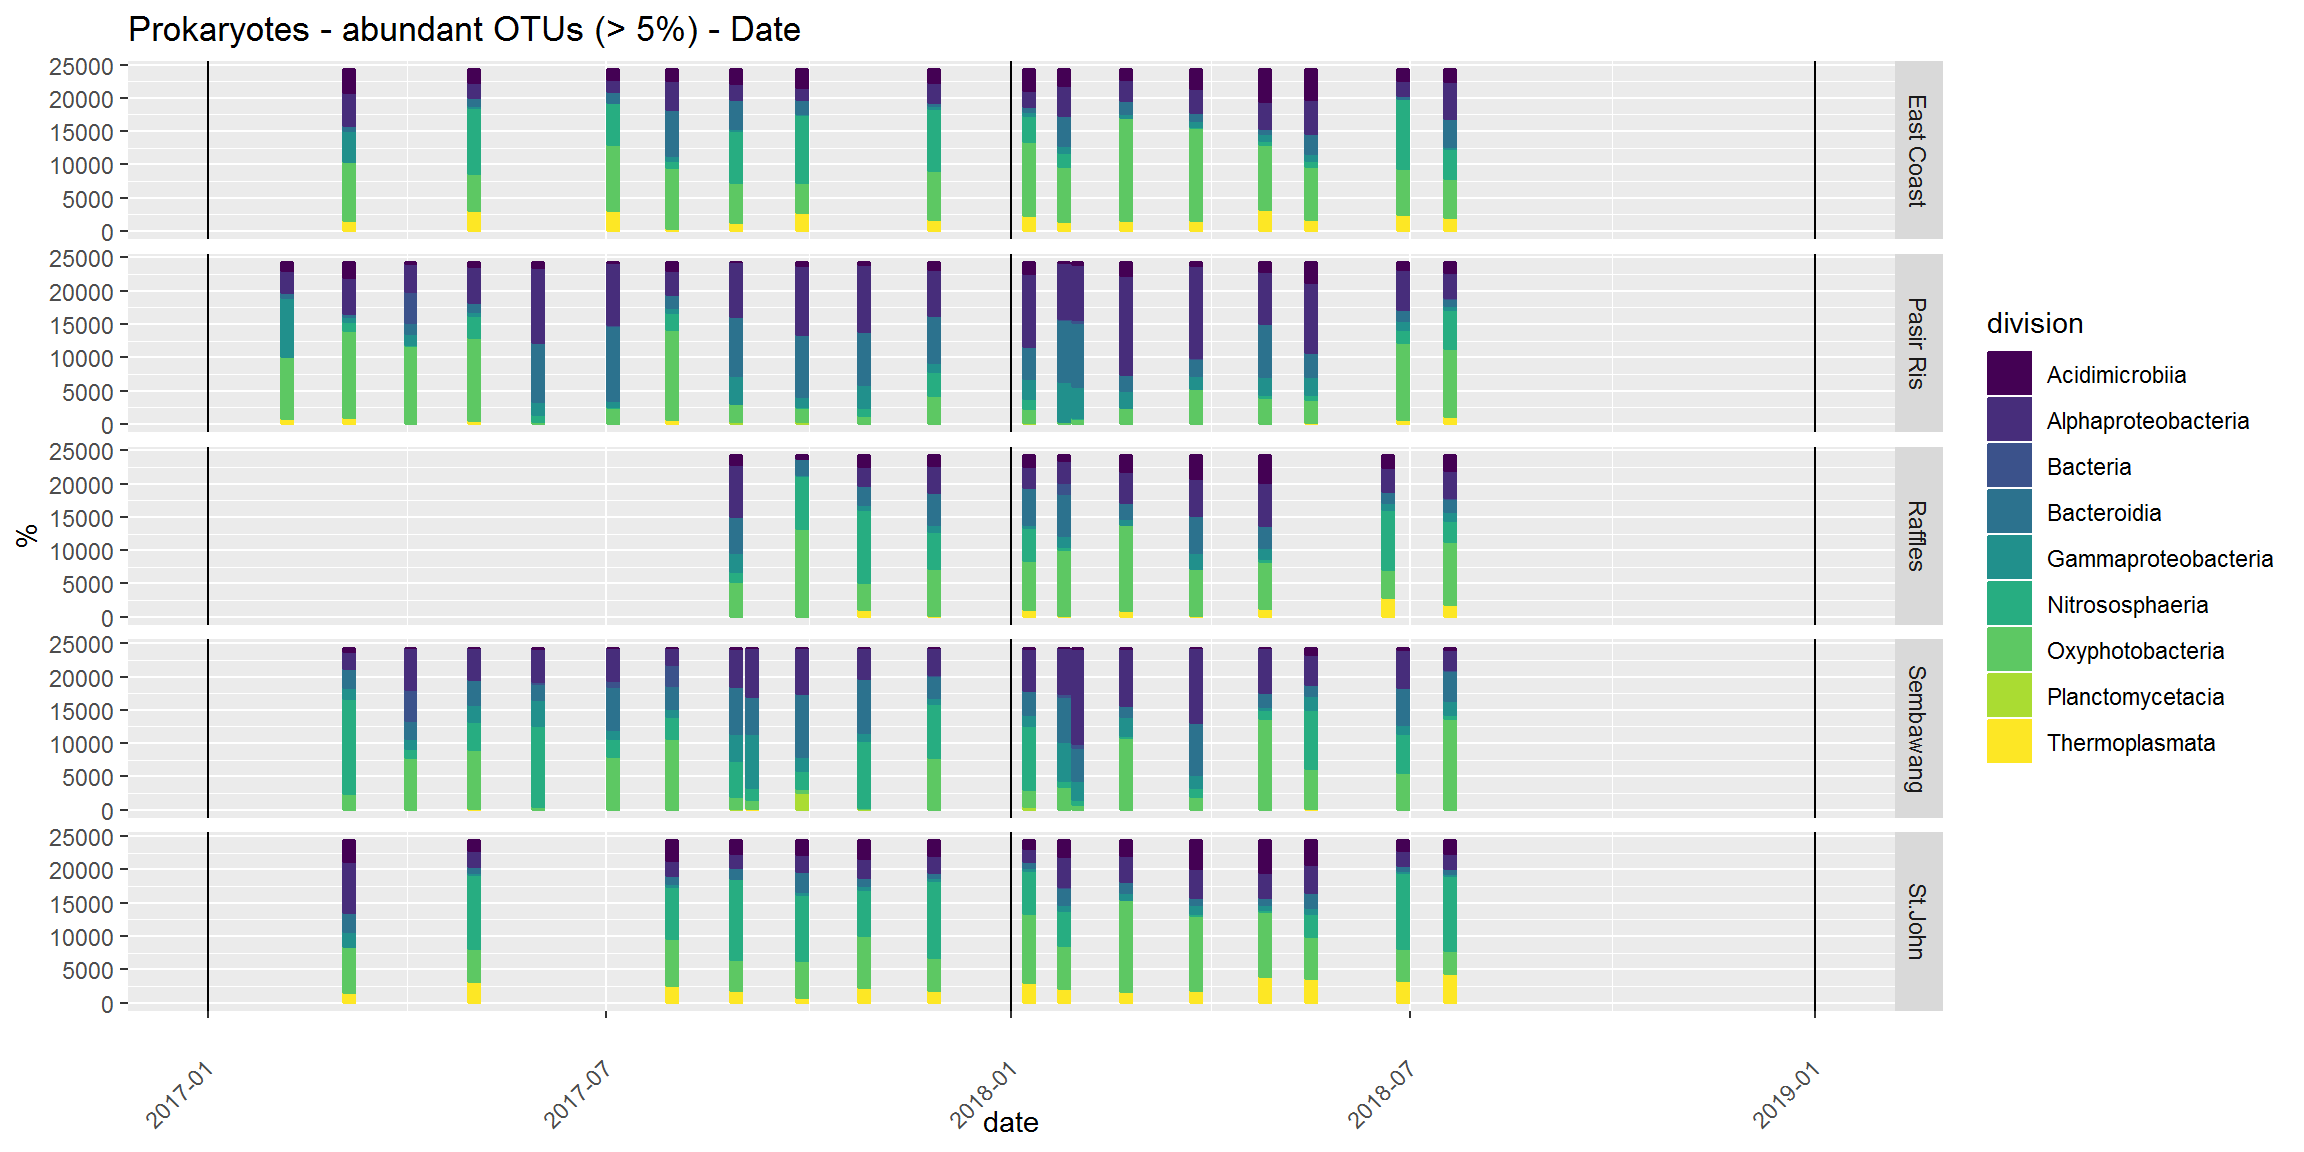 Prokaryotes - abundant OTUs (> 5%) - Date
25000
20000
15000
10000
5000
0
East Coast
25000
20000
15000
10000
5000
0
Pasir Ris
25000
20000
15000
10000
5000
0
Raffles
25000
20000
15000
10000
5000
0
Sembawang
25000
20000
15000
10000
5000
0
St.John
%
2017-01
2017-07
2018-01
2018-07
2019-01
date
division
Acidimicrobiia
Alphaproteobacteria
Bacteria
Bacteroidia
Gammaproteobacteria
Nitrososphaeria
Oxyphotobacteria
Planctomycetacia
Thermoplasmata